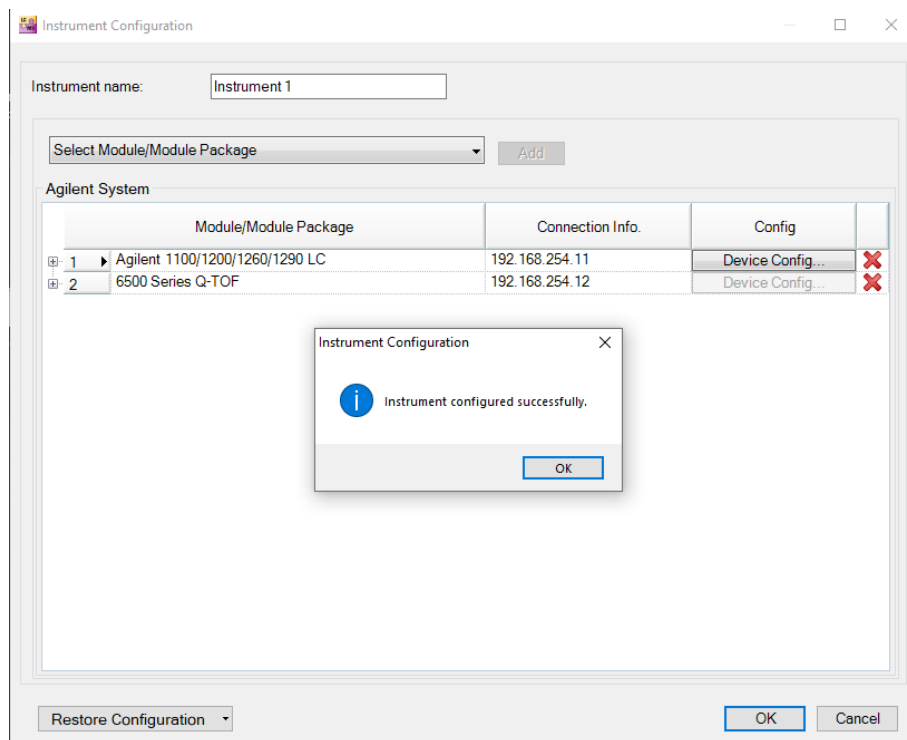 Instrument Configuration
Instrument name: Instrument 1
Select Module/Module Package Add
Agilent System
Module/Module Package Connection Info. Config
1 Agilent 1100/1200/1260/1290 LC 192.168.254.11 Device Config...
2 6500 Series Q-TOF 192.168.254.12 Device Config...
Instrument Configuration
Instrument configured successfully.
OK
Restore Configuration OK Cancel